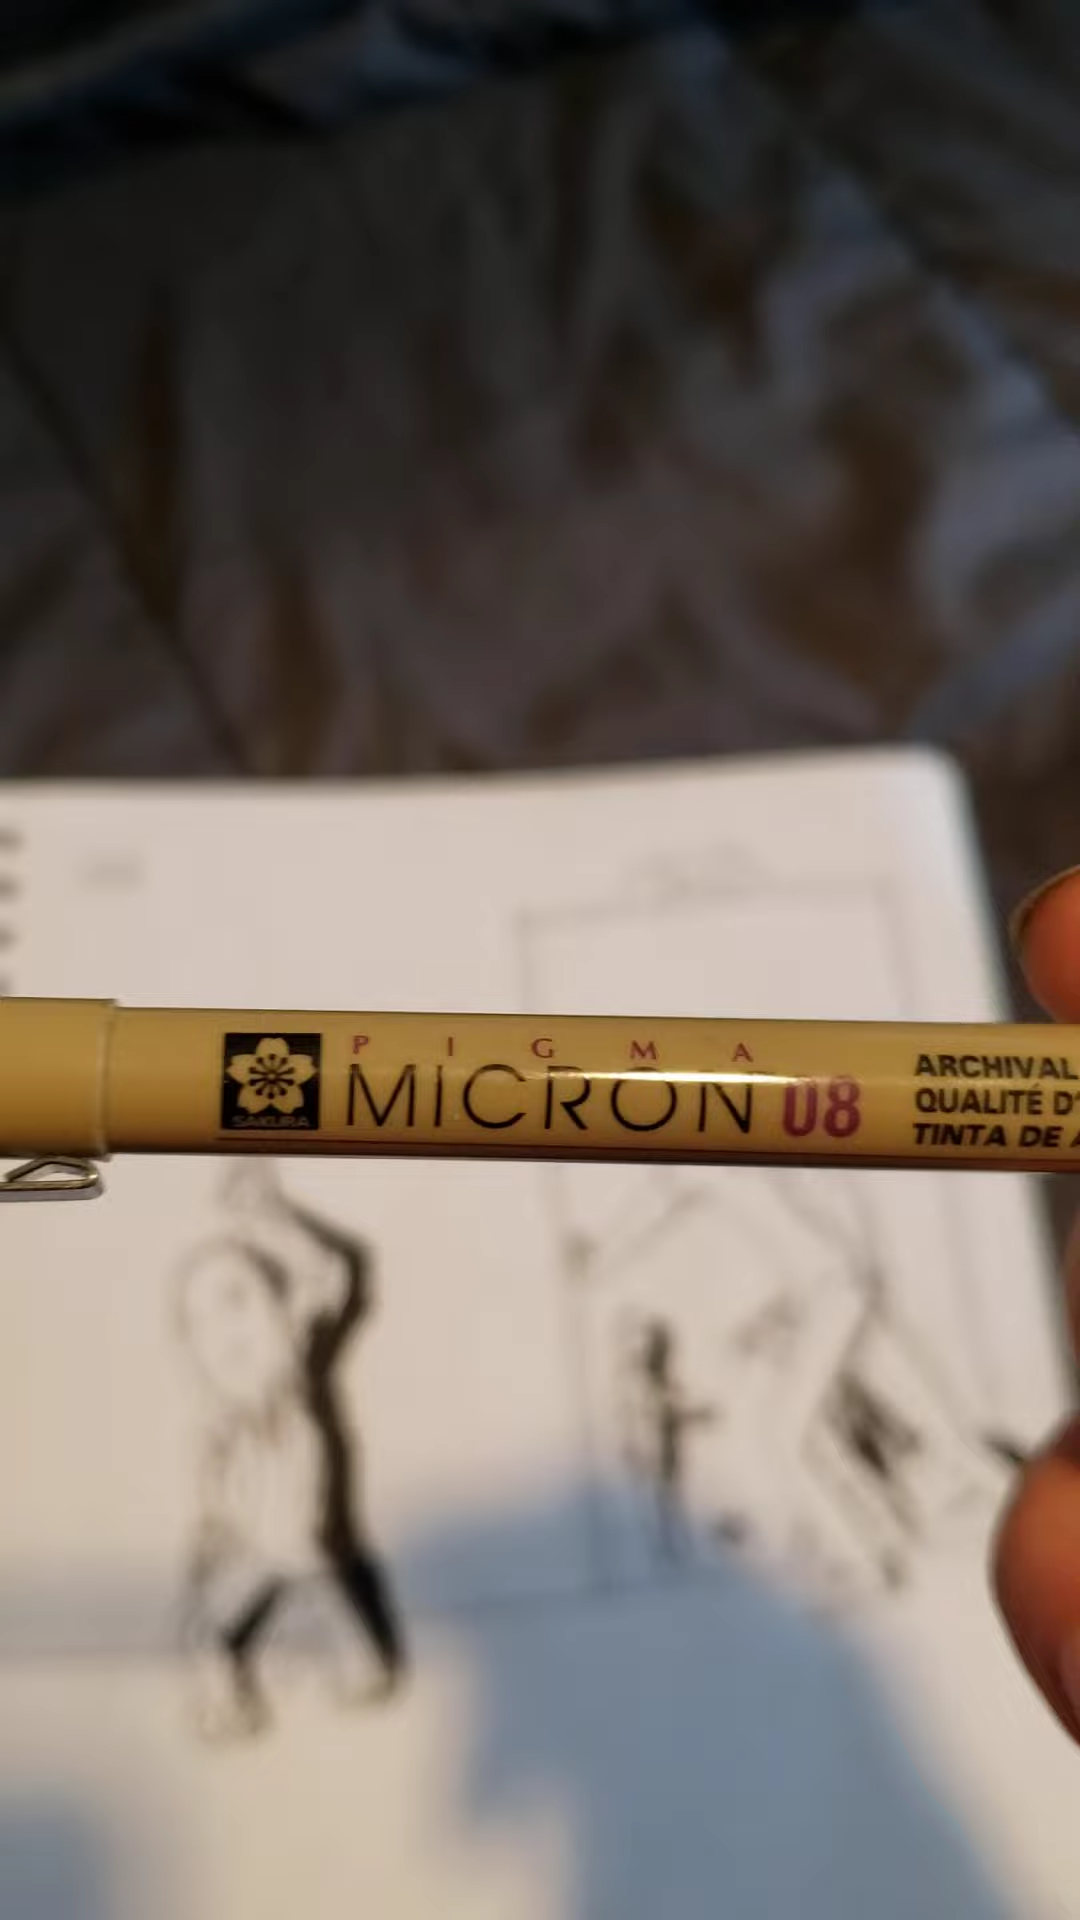 SAKURA
PIGMA
MICRON 08
ARCHIVAL
QUALITÉ D'
TINTA DE